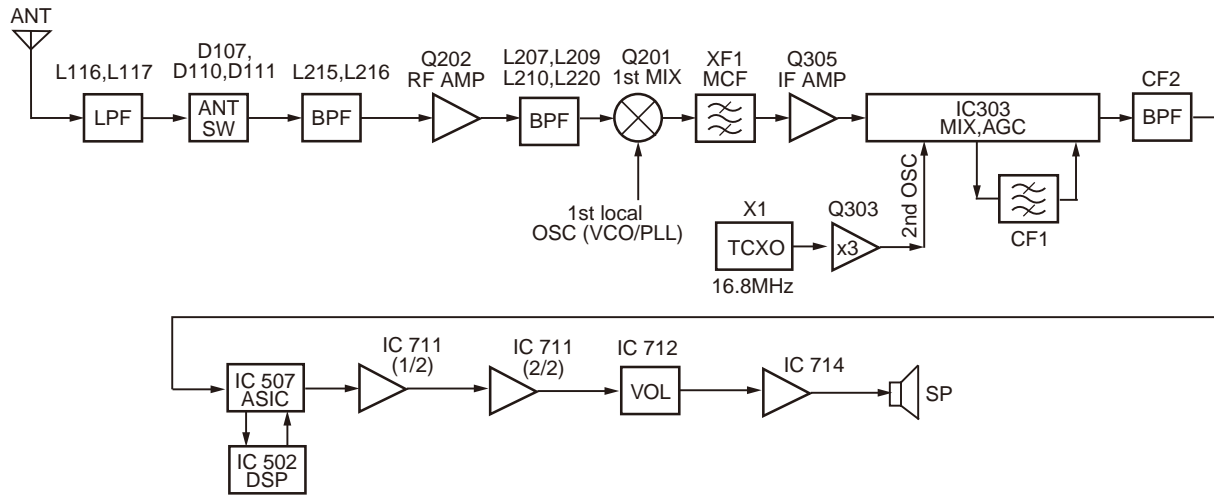 ANT
L116,L117
LPF
D107,
D110,D111
ANT
SW
L215,L216
BPF
Q202
RF AMP
L207,L209
L210,L220
BPF
Q201
1st MIX
1st local
OSC (VCO/PLL)
XF1
MCF
Q305
IF AMP
IC303
MIX,AGC
CF2
BPF
CF1
2nd OSC
X1
TCXO
16.8MHz
Q303
x3
IC 507
ASIC
IC 502
DSP
IC 711
(1/2)
IC 711
(2/2)
IC 712
VOL
IC 714
SP